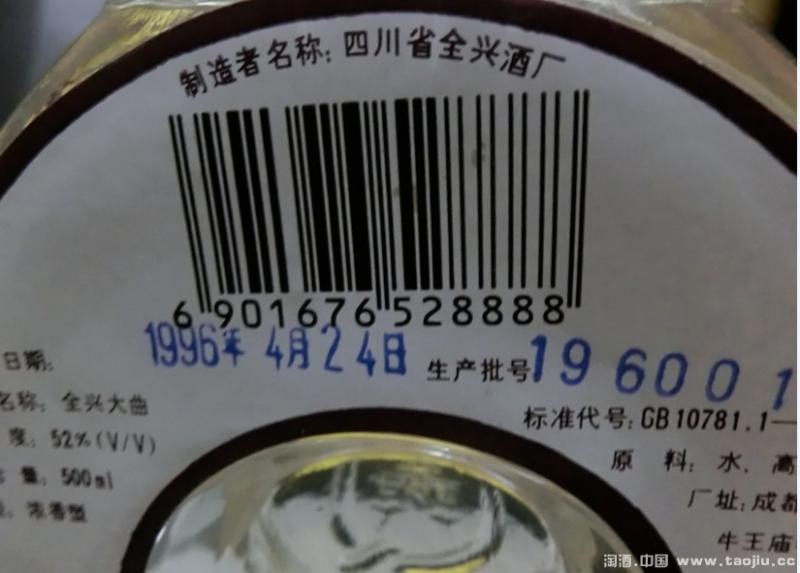 制造者名称: 四川省全兴酒厂
6 901676 528888
日期: 1996年 4月24日 生产批号 196001
名称: 全兴大曲
度: 52%(V/V)
量: 500ml
浓香型
标准代号: GB10781.1—
原 料: 水、高
厂址: 成都
牛王庙
淘酒.中国 www.taojiu.cc